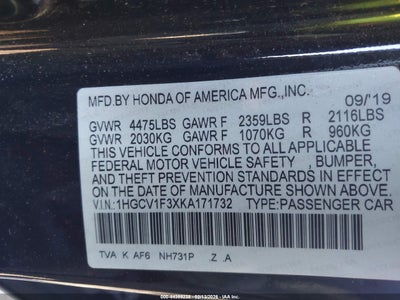 MFD.BY HONDA OF AMERICA MFG.,INC. 09/'19
GVWR 4475LBS GAWR F 2359LBS R 2116LBS
GVWR 2030KG GAWR F 1070KG R 960KG
THIS VEHICLE CONFORMS TO ALL APPLICABLE
FEDERAL MOTOR VEHICLE SAFETY , BUMPER,
AND THEFT PREVENTION STANDARDS IN EFFECT
ON THE DATE OF MANUFACTURE SHOWN ABOVE.
V.I.N.:1HGCV1F3XKA171732 TYPE:PASSENGER CAR
TVA K AF6 NH731P .Z .A